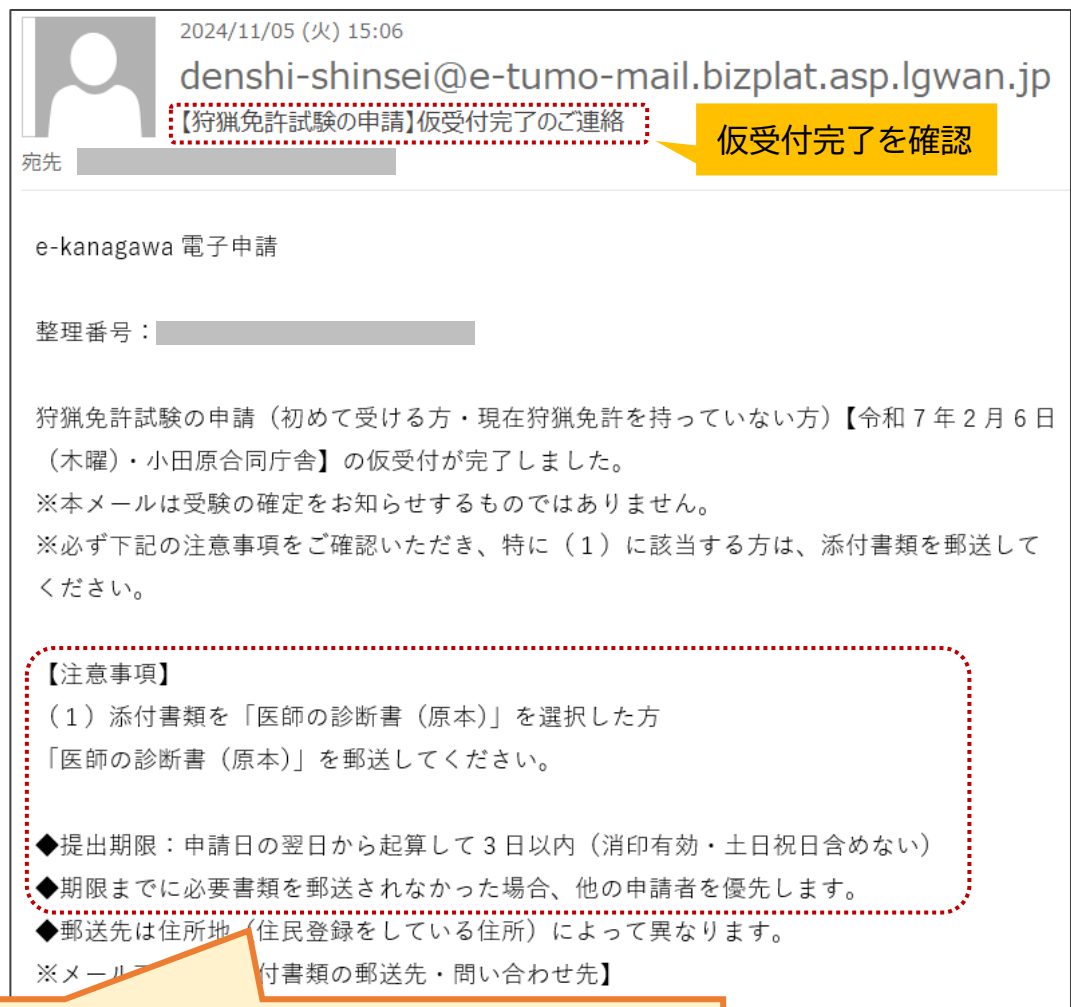 2024/11/05 (火) 15:06
denshi-shinsei@e-tumo-mail.bizplat.asp.lgwan.jp
【狩猟免許試験の申請】仮受付完了のご連絡
仮受付完了を確認
宛先
e-kanagawa 電子申請
整理番号：
狩猟免許試験の申請（初めて受ける方・現在狩猟免許を持っていない方）【令和７年２月６日
（木曜）・小田原合同庁舎】の仮受付が完了しました。
※本メールは受験の確定をお知らせするものではありません。
※必ず下記の注意事項をご確認いただき、特に（１）に該当する方は、添付書類を郵送して
ください。
【注意事項】
（１）添付書類を「医師の診断書（原本）」を選択した方
「医師の診断書（原本）」を郵送してください。
◆提出期限：申請日の翌日から起算して３日以内（消印有効・土日祝日含めない）
◆期限までに必要書類を郵送されなかった場合、他の申請者を優先します。
◆郵送先は住所地（住民登録をしている住所）によって異なります。
※メール 付書類の郵送先・問い合わせ先】